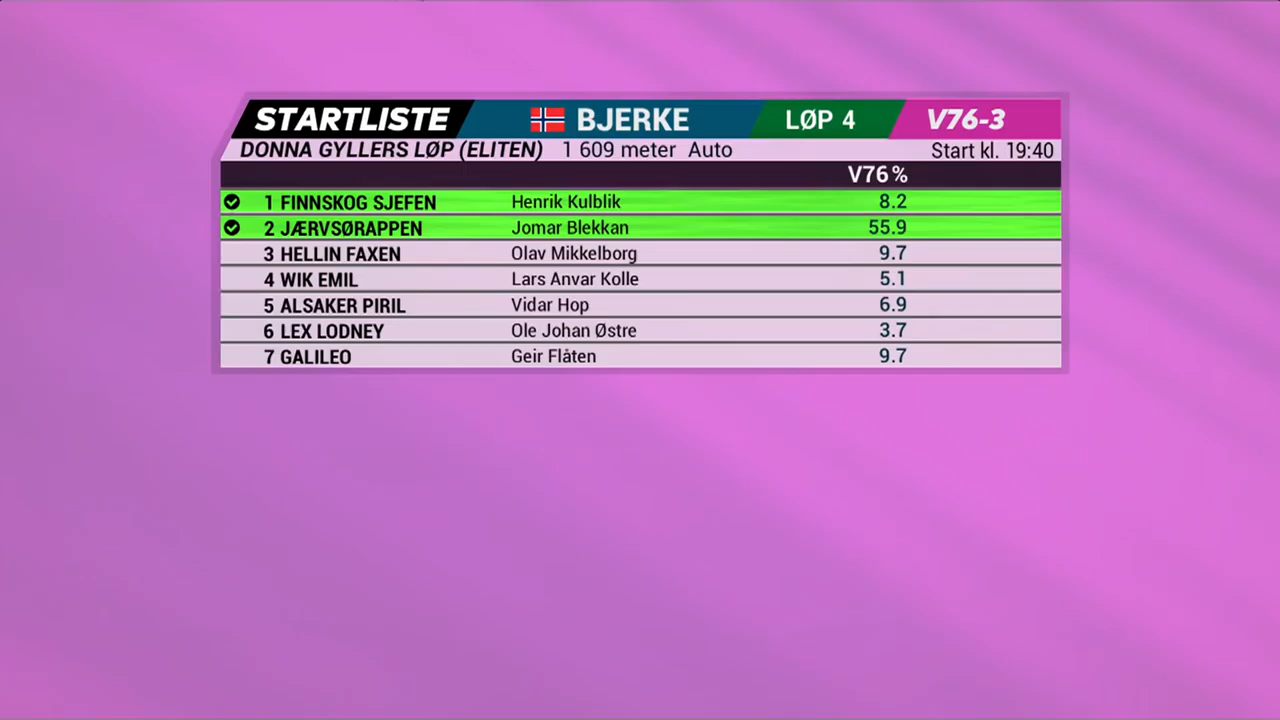 STARTLISTE BJERKE LØP 4 V76-3
DONNA GYLLERS LØP (ELITEN) 1 609 meter Auto Start kl. 19:40
V76%
1 FINNSKOG SJEFEN Henrik Kulblik 8.2
2 JÆRVSØRAPPEN Jomar Blekkan 55.9
3 HELLIN FAXEN Olav Mikkelborg 9.7
4 WIK EMIL Lars Anvar Kolle 5.1
5 ALSAKER PIRIL Vidar Hop 6.9
6 LEX LODNEY Ole Johan Østre 3.7
7 GALILEO Geir Flåten 9.7